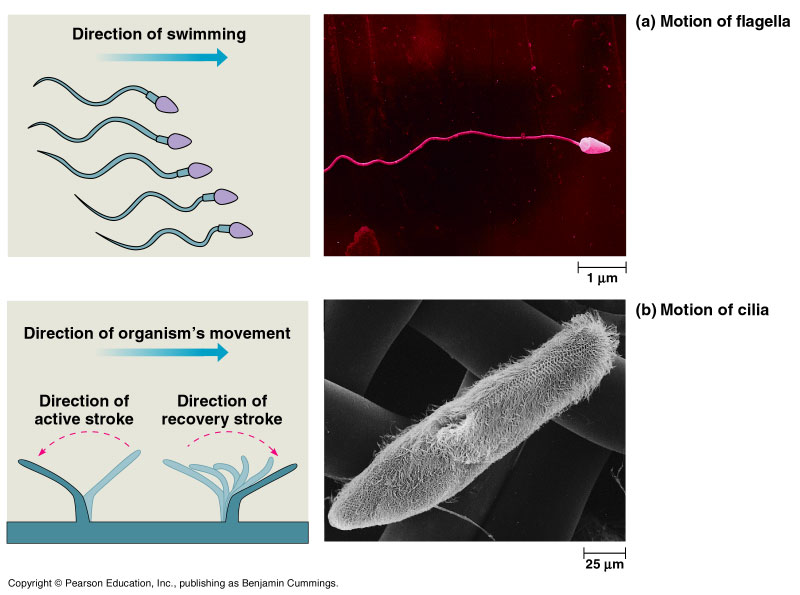 Direction of swimming
(a) Motion of flagella
1 µm
Direction of organism's movement
(b) Motion of cilia
Direction of
active stroke
Direction of
recovery stroke
25 µm
Copyright © Pearson Education, Inc., publishing as Benjamin Cummings.